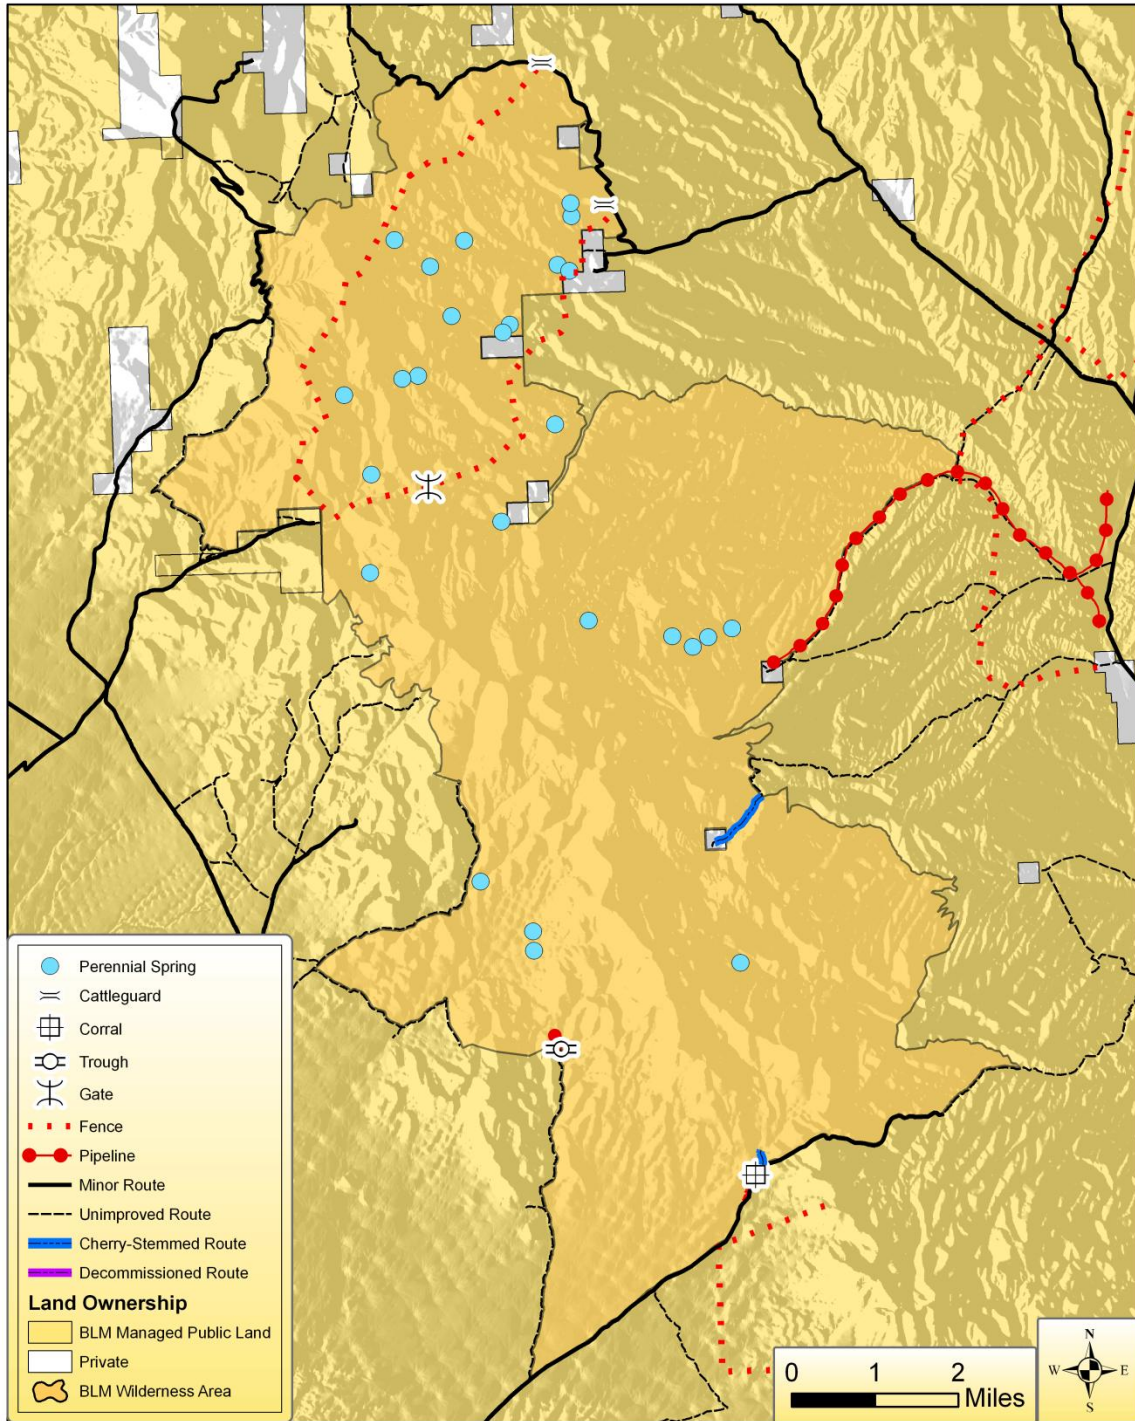 Perennial Spring
Cattleguard
Corral
Trough
Gate
Fence
Pipeline
Minor Route
Unimproved Route
Cherry-Stemmed Route
Decommissioned Route
Land Ownership
BLM Managed Public Land
Private
BLM Wilderness Area
0 1 2
Miles
N
W E
S